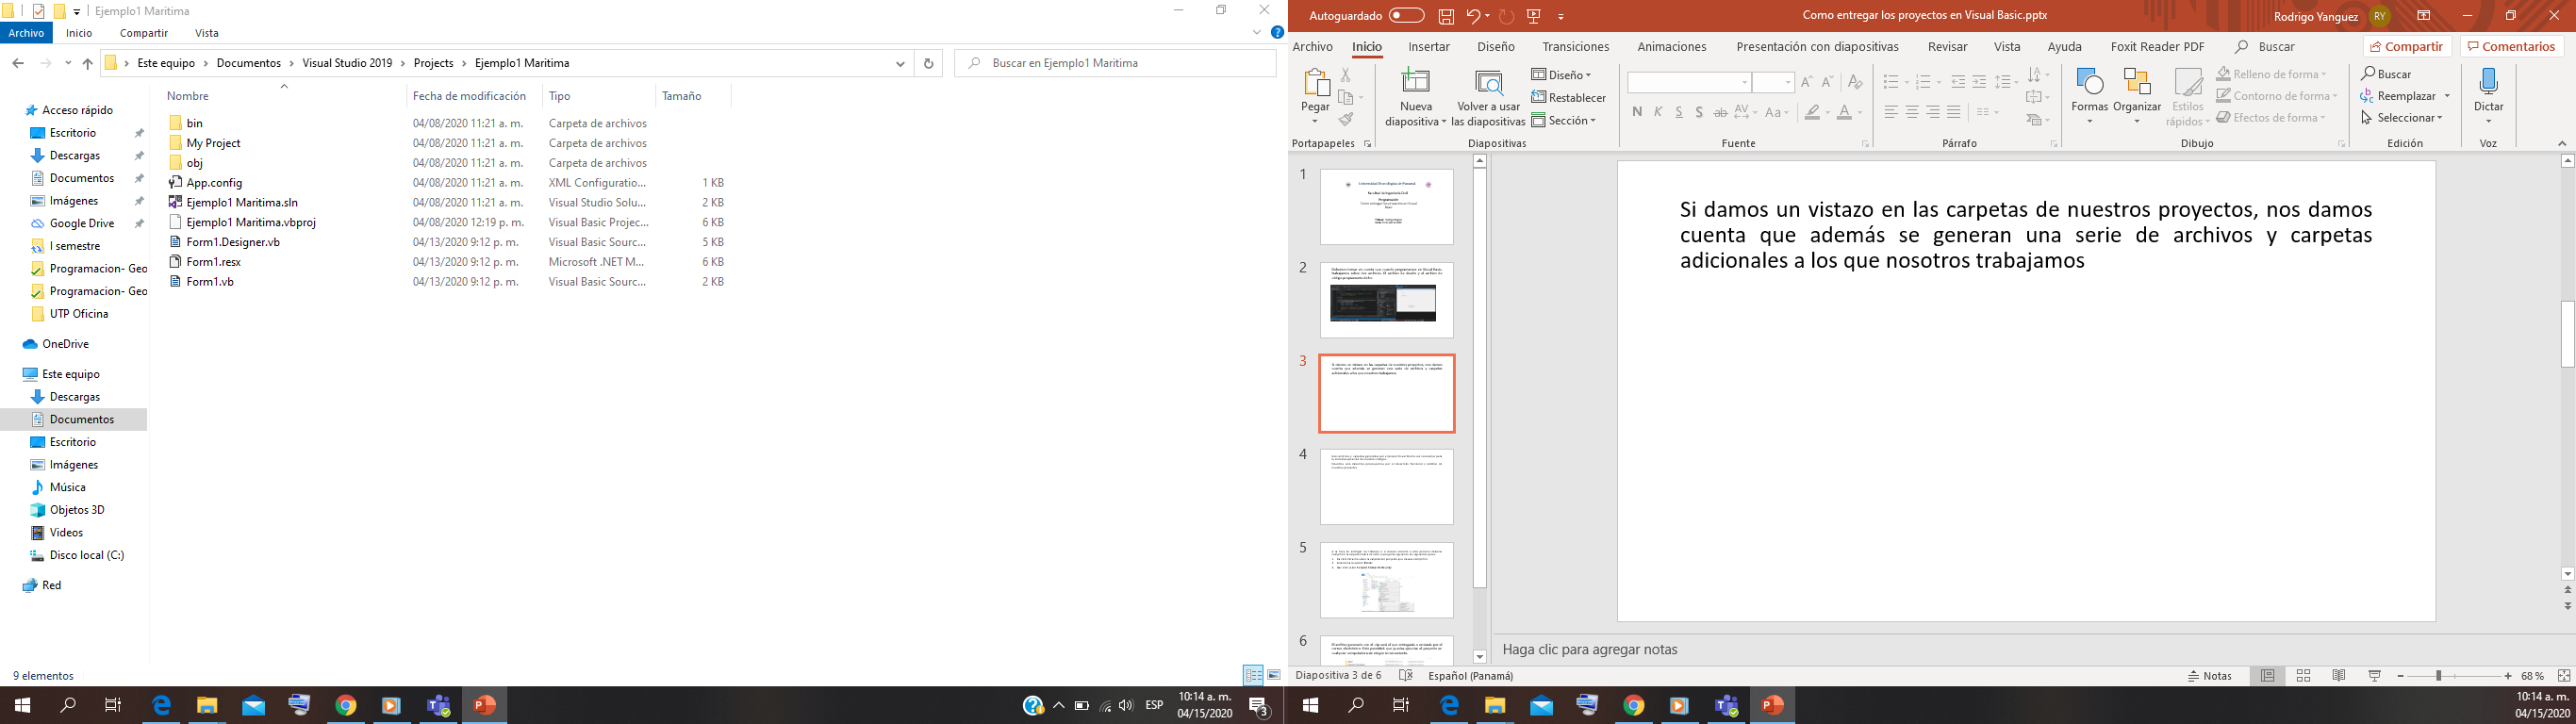 Ejemplo1 Maritima
Archivo Inicio Compartir Vista
Este equipo Documentos Visual Studio 2019 Projects Ejemplo1 Maritima
Buscar en Ejemplo1 Maritima
Nombre Fecha de modificación Tipo Tamaño
bin 04/08/2020 11:21 a. m. Carpeta de archivos
My Project 04/08/2020 11:21 a. m. Carpeta de archivos
obj 04/08/2020 11:21 a. m. Carpeta de archivos
App.config 04/08/2020 11:21 a. m. XML Configuratio... 1 KB
Ejemplo1 Maritima.sln 04/08/2020 11:21 a. m. Visual Studio Solu... 2 KB
Ejemplo1 Maritima.vbproj 04/08/2020 12:19 p. m. Visual Basic Projec... 6 KB
Form1.Designer.vb 04/13/2020 9:12 p. m. Visual Basic Sourc... 5 KB
Form1.resx 04/13/2020 9:12 p. m. Microsoft .NET M... 6 KB
Form1.vb 04/13/2020 9:12 p. m. Visual Basic Sourc... 2 KB
Acceso rápido
Escritorio
Descargas
Documentos
Imágenes
Google Drive
I semestre
Programacion- Geo
Programacion- Geo
UTP Oficina
OneDrive
Este equipo
Descargas
Documentos
Escritorio
Imágenes
Música
Objetos 3D
Videos
Disco local (C:)
Red
9 elementos
ESP
10:14 a. m.
04/15/2020
3
Autoguardado
Como entregar los proyectos en Visual Basic.pptx
Rodrigo Yanguez RY
Archivo Inicio Insertar Diseño Transiciones Animaciones Presentación con diapositivas Revisar Vista Ayuda Foxit Reader PDF Buscar
Compartir Comentarios
Pegar
Portapapeles
Nueva diapositiva
Volver a usar las diapositivas
Diseño
Restablecer
Sección
Diapositivas
N K S S ab AV Aa A
Fuente
Párrafo
Formas
Organizar
Estilos rápidos
Relleno de forma
Contorno de forma
Efectos de forma
Dibujo
Buscar
Reemplazar
Seleccionar
Edición
Dictar
Voz
1
2
3
4
5
6
Si damos un vistazo en las carpetas de nuestros proyectos, nos damos
cuenta que además se generan una serie de archivos y carpetas
adicionales a los que nosotros trabajamos
Haga clic para agregar notas
Diapositiva 3 de 6 Español (Panamá)
Notas
68 %
10:14 a. m.
04/15/2020